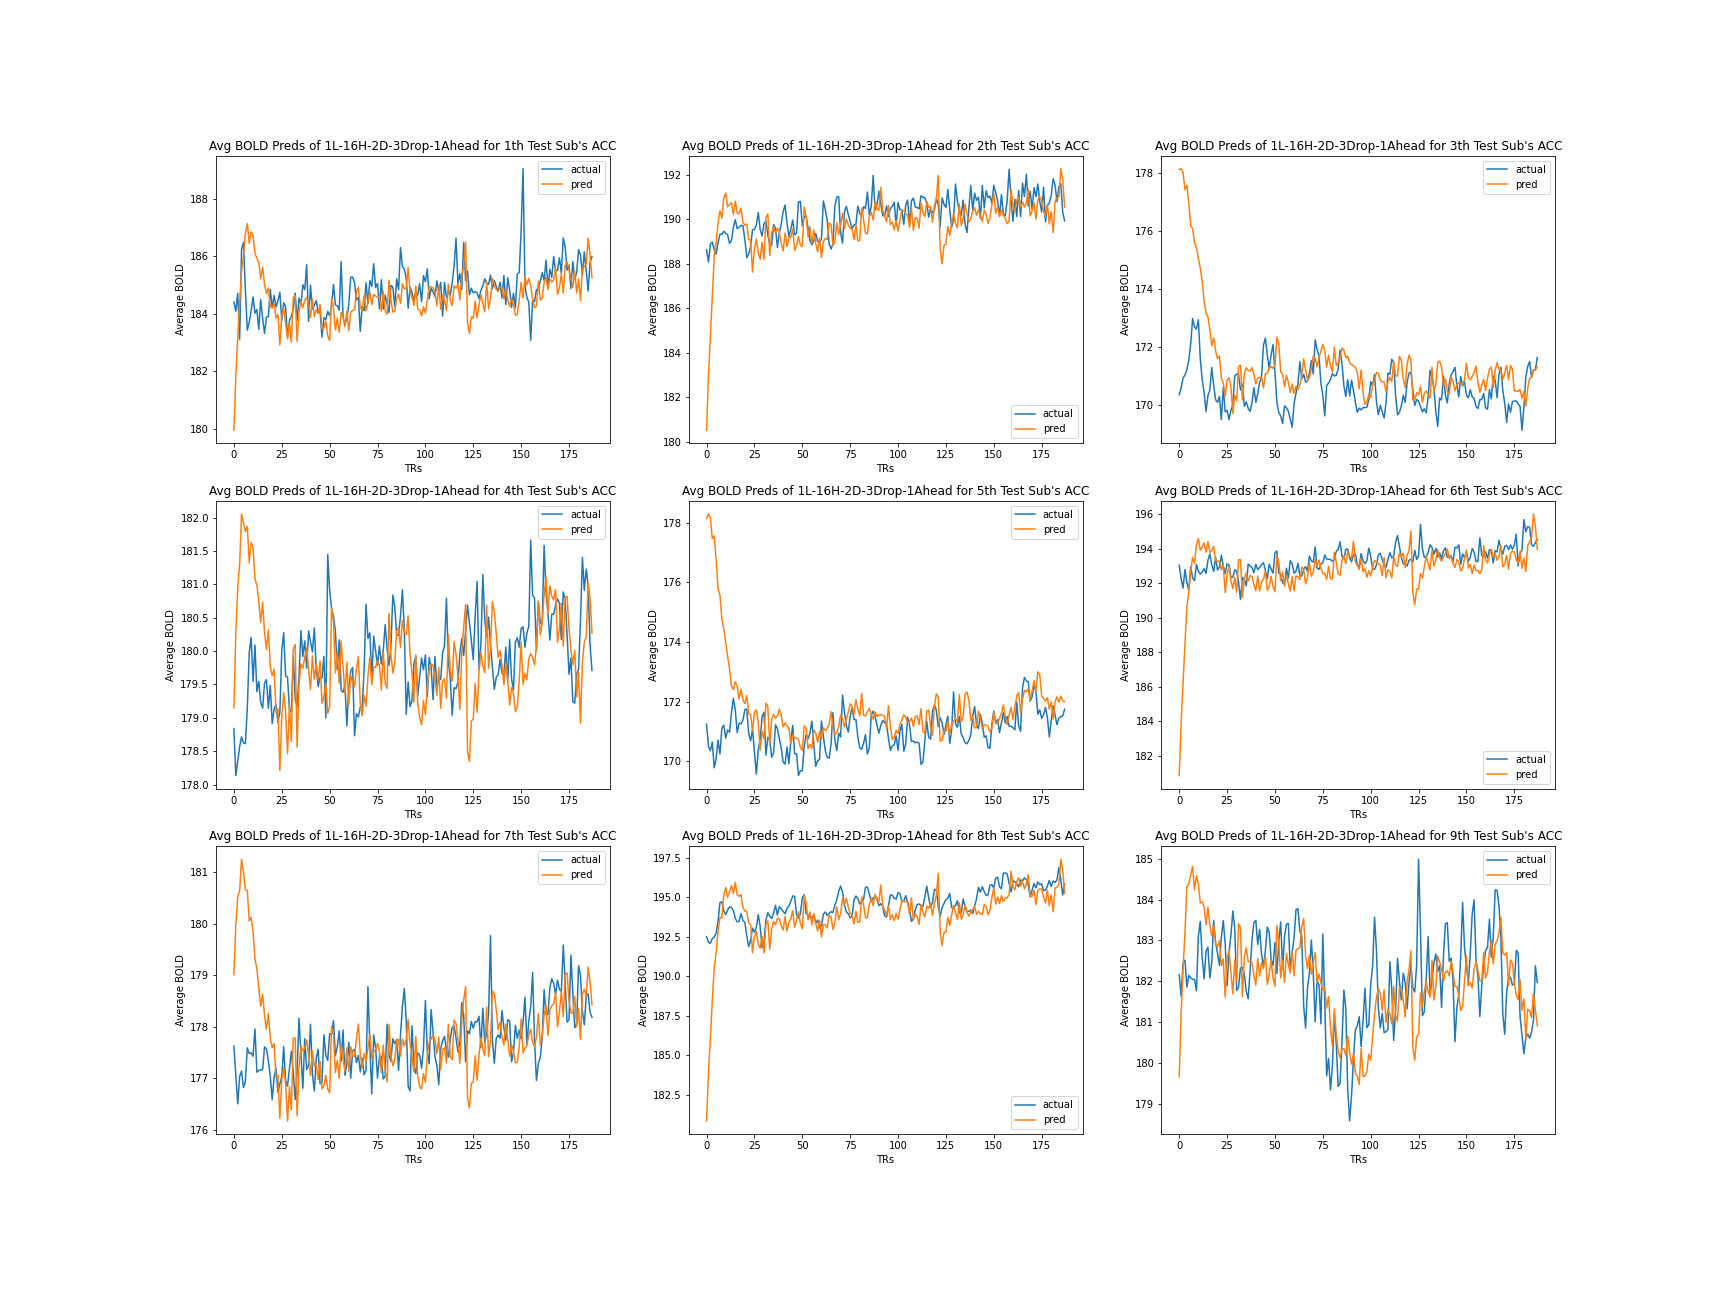 Avg BOLD Preds of 1L-16H-2D-3Drop-1Ahead for 1th Test Sub's ACC
Average BOLD
188
186
184
182
180
actual
pred
0 25 50 75 100 125 150 175
TRs
Avg BOLD Preds of 1L-16H-2D-3Drop-1Ahead for 2th Test Sub's ACC
Average BOLD
192
190
188
186
184
182
180
actual
pred
0 25 50 75 100 125 150 175
TRs
Avg BOLD Preds of 1L-16H-2D-3Drop-1Ahead for 3th Test Sub's ACC
Average BOLD
178
176
174
172
170
actual
pred
0 25 50 75 100 125 150 175
TRs
Avg BOLD Preds of 1L-16H-2D-3Drop-1Ahead for 4th Test Sub's ACC
Average BOLD
182.0
181.5
181.0
180.5
180.0
179.5
179.0
178.5
178.0
actual
pred
0 25 50 75 100 125 150 175
TRs
Avg BOLD Preds of 1L-16H-2D-3Drop-1Ahead for 5th Test Sub's ACC
Average BOLD
178
176
174
172
170
actual
pred
0 25 50 75 100 125 150 175
TRs
Avg BOLD Preds of 1L-16H-2D-3Drop-1Ahead for 6th Test Sub's ACC
Average BOLD
196
194
192
190
188
186
184
182
actual
pred
0 25 50 75 100 125 150 175
TRs
Avg BOLD Preds of 1L-16H-2D-3Drop-1Ahead for 7th Test Sub's ACC
Average BOLD
181
180
179
178
177
176
actual
pred
0 25 50 75 100 125 150 175
TRs
Avg BOLD Preds of 1L-16H-2D-3Drop-1Ahead for 8th Test Sub's ACC
Average BOLD
197.5
195.0
192.5
190.0
187.5
185.0
182.5
actual
pred
0 25 50 75 100 125 150 175
TRs
Avg BOLD Preds of 1L-16H-2D-3Drop-1Ahead for 9th Test Sub's ACC
Average BOLD
185
184
183
182
181
180
179
actual
pred
0 25 50 75 100 125 150 175
TRs